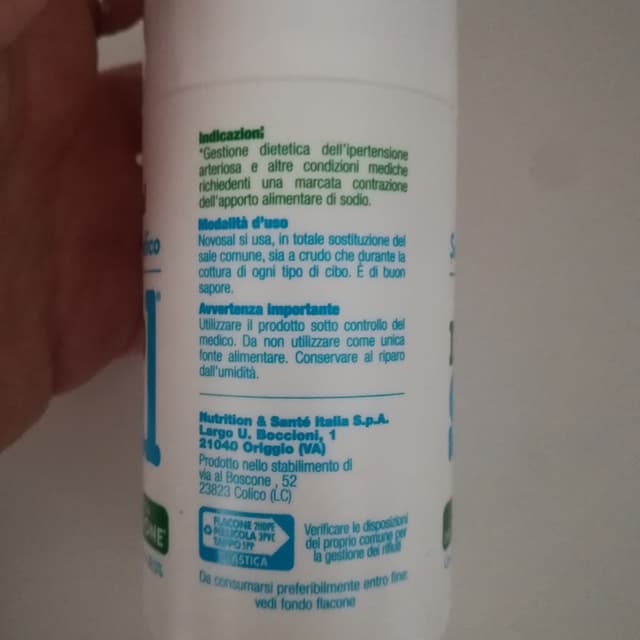 Indicazioni
*Gestione dietetica dell'ipertensione
arteriosa e altre condizioni mediche
richiedenti una marcata contrazione
dell'apporto alimentare di sodio.
Modalità d'uso
Novosal si usa, in totale sostituzione del
sale comune, sia a crudo che durante la
cottura di ogni tipo di cibo. È di buon
sapore.
Avvertenza importante
Utilizzare il prodotto sotto controllo del
medico. Da non utilizzare come unica
fonte alimentare. Conservare al riparo
dall'umidità.
Nutrition & Santé Italia S.p.A.
Largo U. Boccioni, 1
21040 Origgio (VA)
Prodotto nello stabilimento di
via al Boscone , 52
23823 Colico (LC)
FLACONE 2HDPE
PELLICOLA 3PVC
TAPPO 5PP
PLASTICA
Verificare le disposizioni
del proprio comune per
la gestione dei rifiuti
Da consumarsi preferibilmente entro fine
vedi fondo flacone